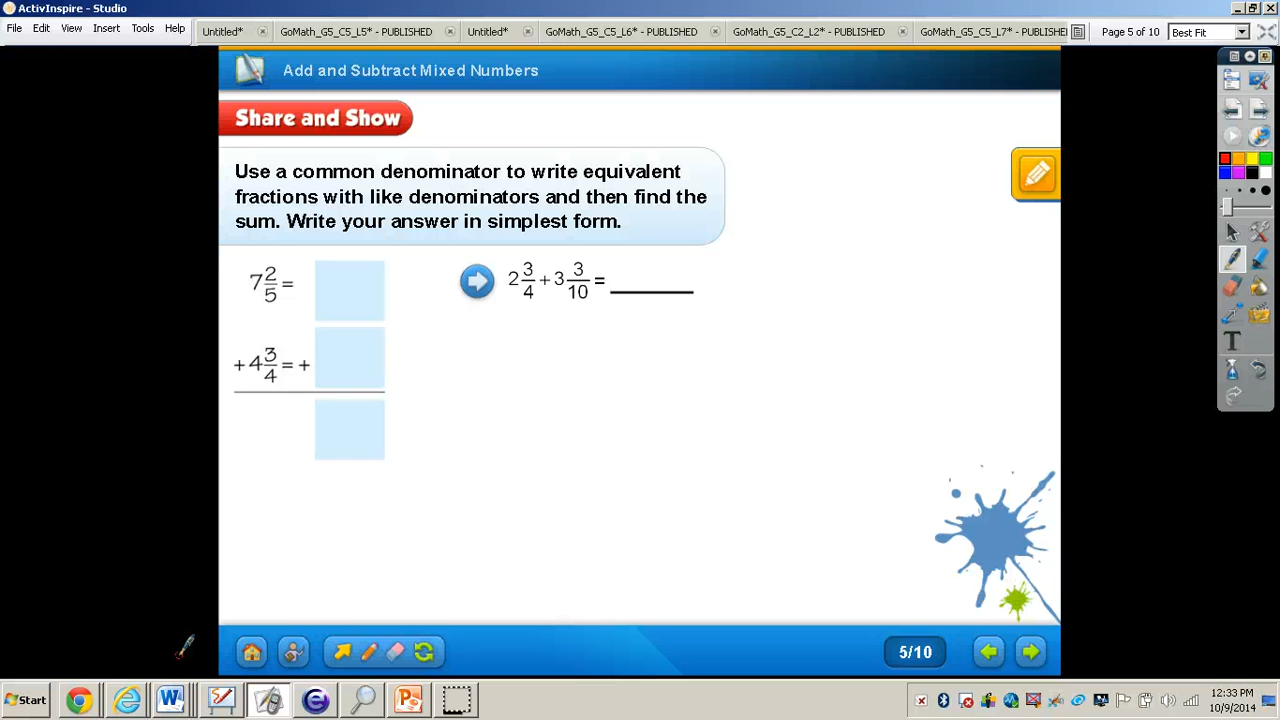 ActivInspire - Studio
File Edit View Insert Tools Help
Untitled* GoMath_G5_C5_L5* - PUBLISHED Untitled* GoMath_G5_C5_L6* - PUBLISHED GoMath_G5_C2_L2* - PUBLISHED GoMath_G5_C5_L7* - PUBLISHED Page 5 of 10 Best Fit
Add and Subtract Mixed Numbers
Share and Show
Use a common denominator to write equivalent
fractions with like denominators and then find the
sum. Write your answer in simplest form.
7 2/5 =
+ 4 3/4 = +
2 3/4 + 3 3/10 = ________
5/10
Start
12:33 PM
10/9/2014